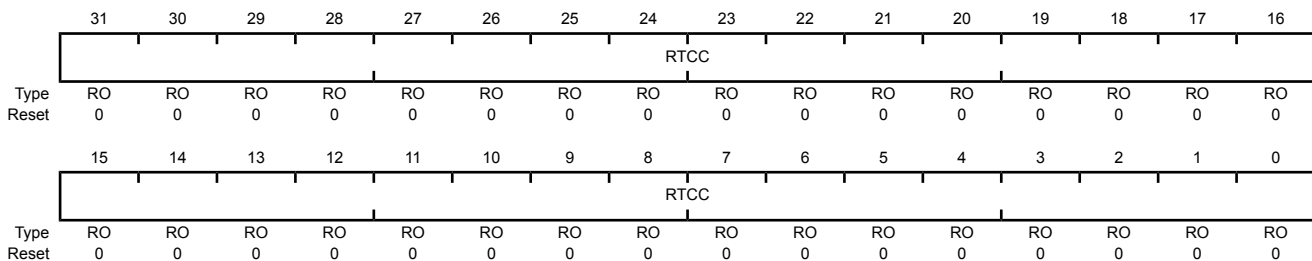 31 30 29 28 27 26 25 24 23 22 21 20 19 18 17 16
RTCC
Type RO RO RO RO RO RO RO RO RO RO RO RO RO RO RO RO
Reset 0 0 0 0 0 0 0 0 0 0 0 0 0 0 0 0
15 14 13 12 11 10 9 8 7 6 5 4 3 2 1 0
RTCC
Type RO RO RO RO RO RO RO RO RO RO RO RO RO RO RO RO
Reset 0 0 0 0 0 0 0 0 0 0 0 0 0 0 0 0